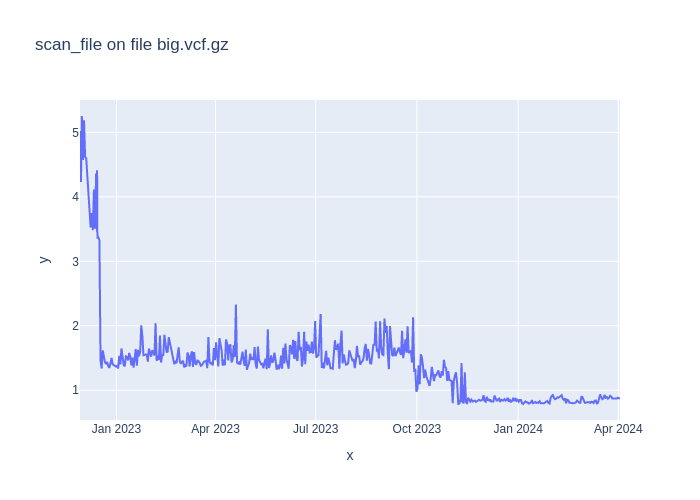 scan_file on file big.vcf.gz
5
4
3
2
1
y
Jan 2023
Apr 2023
Jul 2023
Oct 2023
Jan 2024
Apr 2024
x